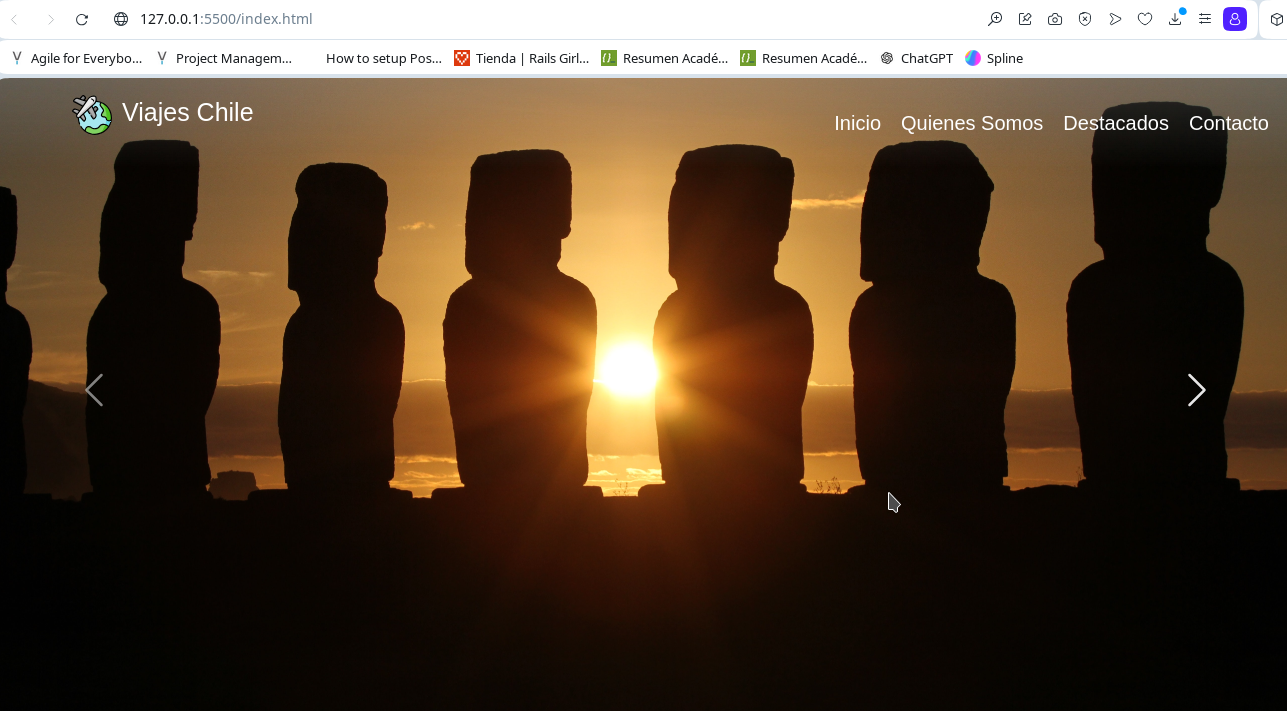 127.0.0.1:5500/index.html
Agile for Everybo... Project Managem... How to setup Pos... Tienda | Rails Girl... Resumen Acadé... Resumen Acadé... ChatGPT Spline
Viajes Chile
Inicio Quienes Somos Destacados Contacto